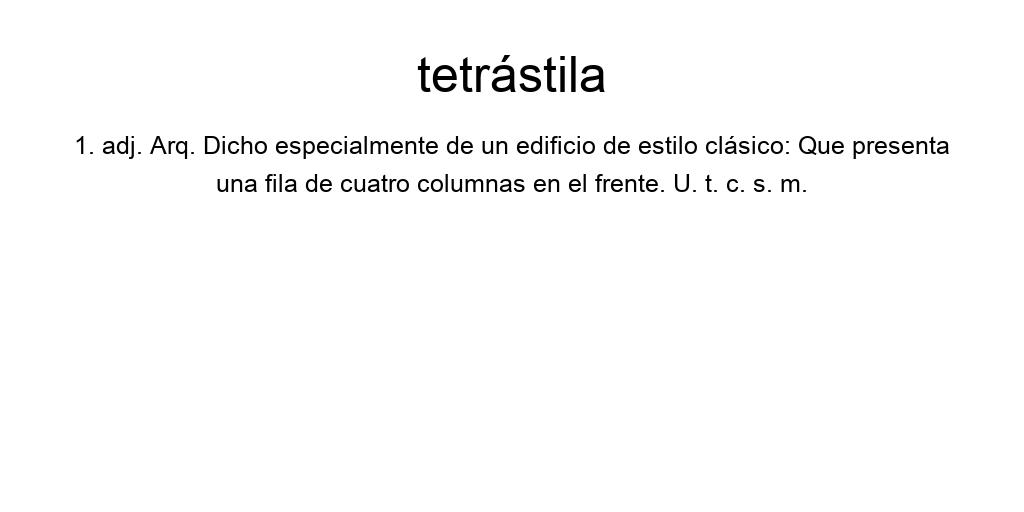 tetrástila
1. adj. Arq. Dicho especialmente de un edificio de estilo clásico: Que presenta
una fila de cuatro columnas en el frente. U. t. c. s. m.